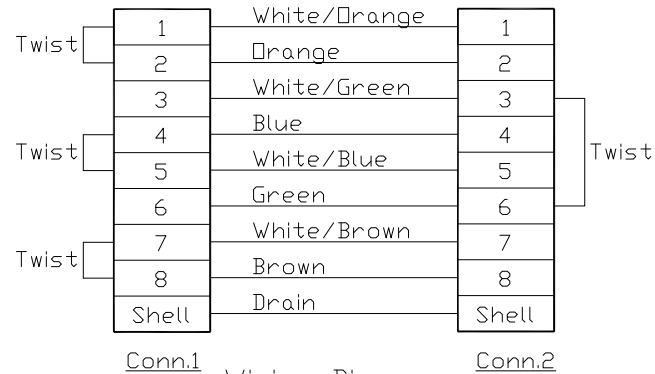 White/Orange
1 1
Twist
Orange
2 2
White/Green
3 3
Blue
4 4
Twist Twist
White/Blue
5 5
Green
6 6
White/Brown
7 7
Twist
Brown
8 8
Drain
Shell Shell
Conn.1 Conn.2